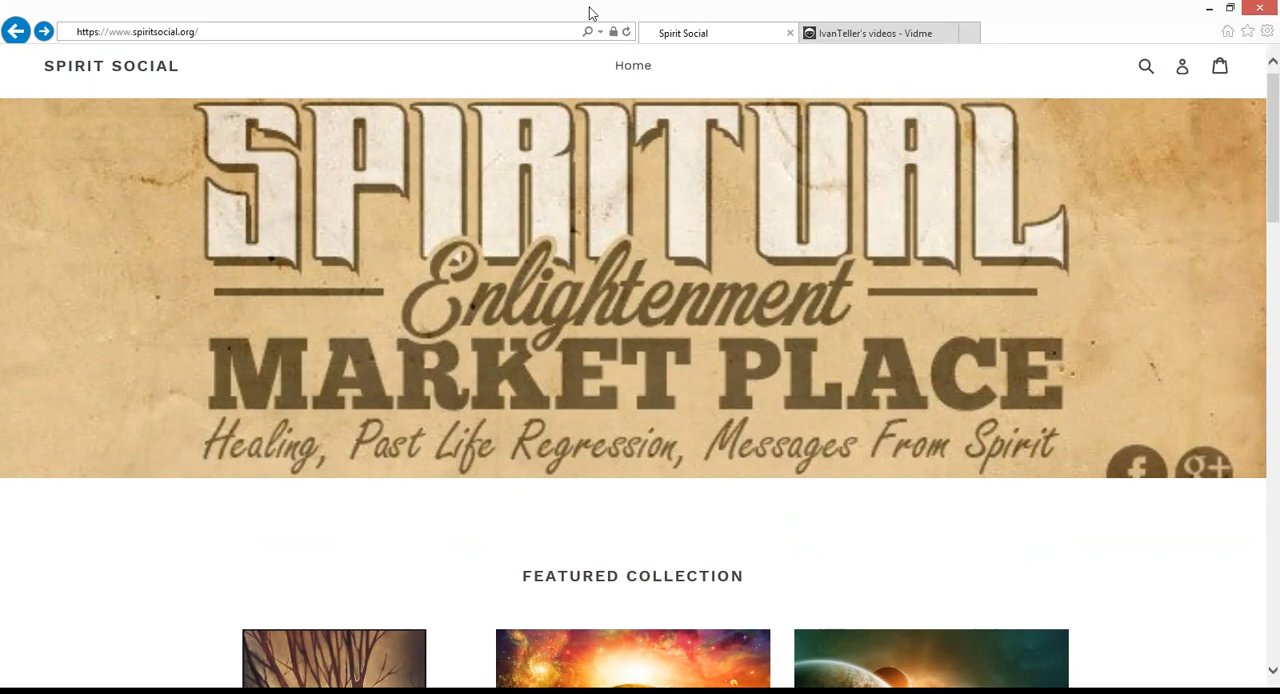 https://www.spiritsocial.org/
Spirit Social
IvanTeller's videos - Vidme
SPIRIT SOCIAL
Home
SPIRITUAL
Enlightenment
MARKET PLACE
Healing, Past Life Regression, Messages From Spirit
f g+
FEATURED COLLECTION